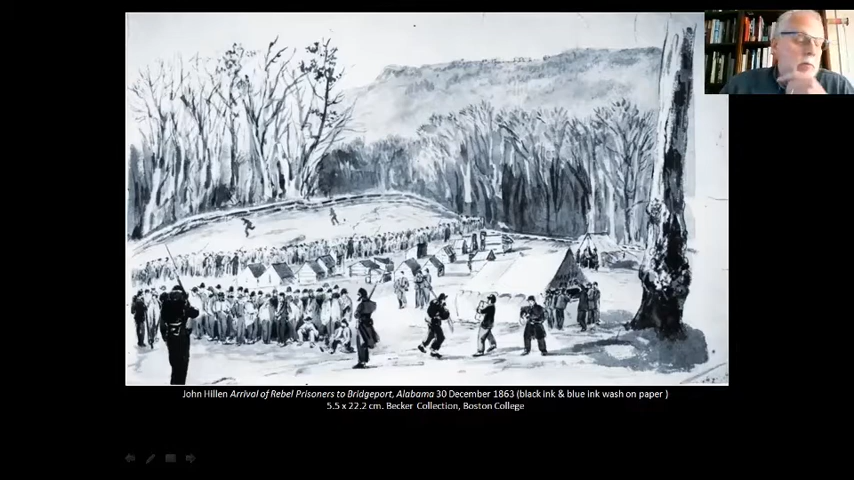 John Hillen Arrival of Rebel Prisoners to Bridgeport, Alabama 30 December 1863 (black ink & blue ink wash on paper )
5.5 x 22.2 cm. Becker Collection, Boston College